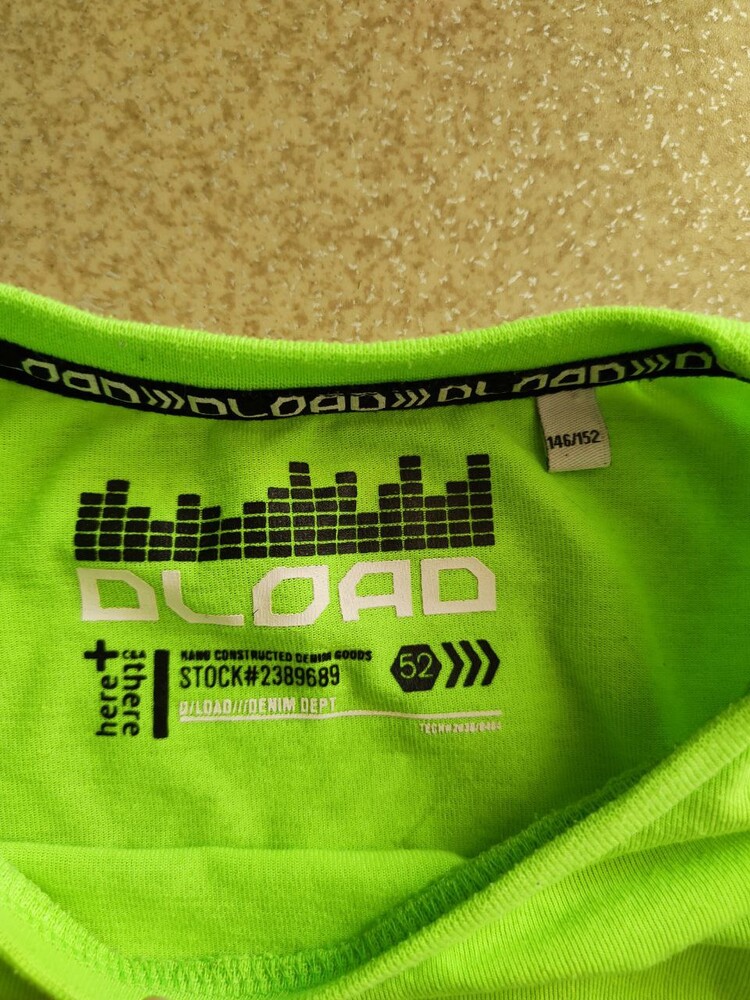 DLOAD>>>DLOAD>>>DLOAD>>>D
146/152
DLOAD
here+there
C&A
HAND CONSTRUCTED DENIM GOODS
STOCK#2389689
52
D/LOAD///DENIM DEPT